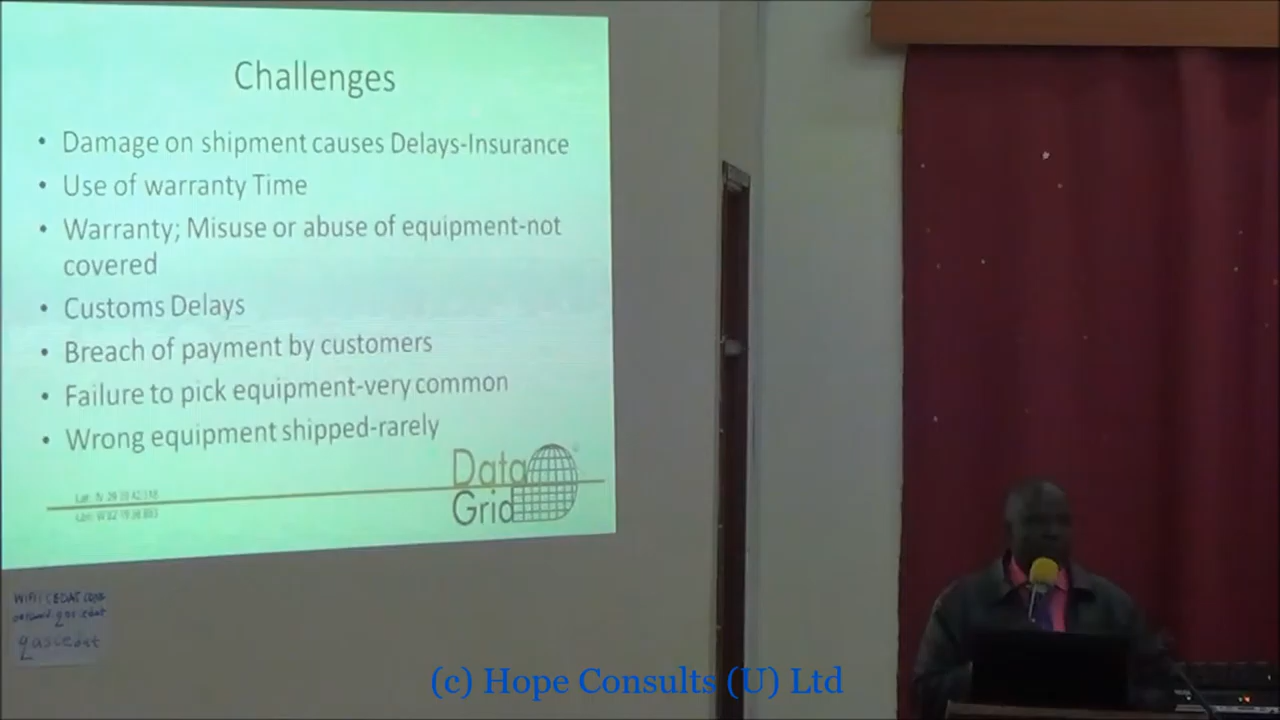 Challenges
• Damage on shipment causes Delays-Insurance
• Use of warranty Time
• Warranty; Misuse or abuse of equipment-not
covered
• Customs Delays
• Breach of payment by customers
• Failure to pick equipment-very common
• Wrong equipment shipped-rarely
Data
Grid
WIFI: CEDAT
(c) Hope Consults (U) Ltd